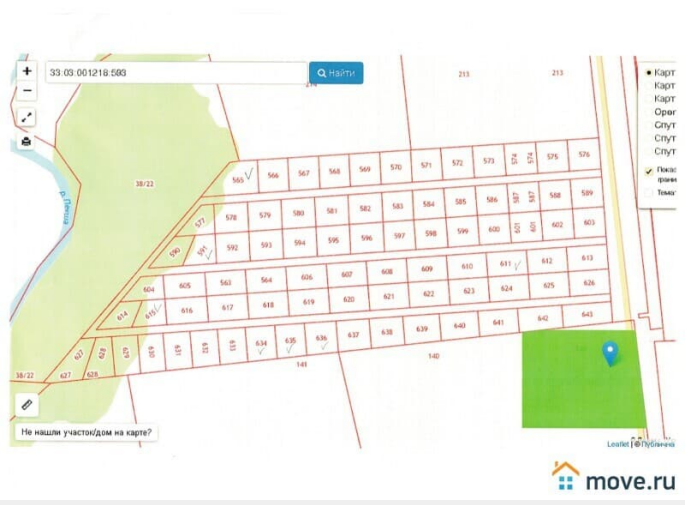 33:03:001218:593
Найти
213
213
Карт
Карт
Карт
Спут
Спут
Спут
38/22
565 566 567 568 569 570 571 572 573 574 574 575 576
577 578 579 580 581 582 583 584 585 586 587 587 588 589
590 591 592 593 594 595 596 597 598 599 600 601 601 602 603
604 605 563 564 606 607 608 609 610 611 612 613
614 615 616 617 618 619 620 621 622 623 624 625 626
627 628 629 630 631 632 633 634 635 636 637 638 639 640 641 642 643
38/22 627 628
141
140
Не нашли участок/дом на карте?
Leaflet | © Публична
move.ru